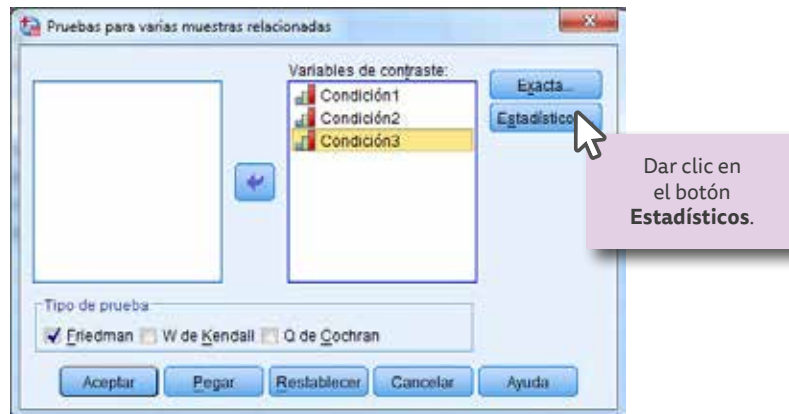 Pruebas para varias muestras relacionadas
Variables de contraste:
Condición1
Condición2
Condición3
Exacta...
Estadístico
Dar clic en
el botón
Estadísticos.
Tipo de prueba
Friedman W de Kendall Q de Cochran
Aceptar Pegar Restablecer Cancelar Ayuda